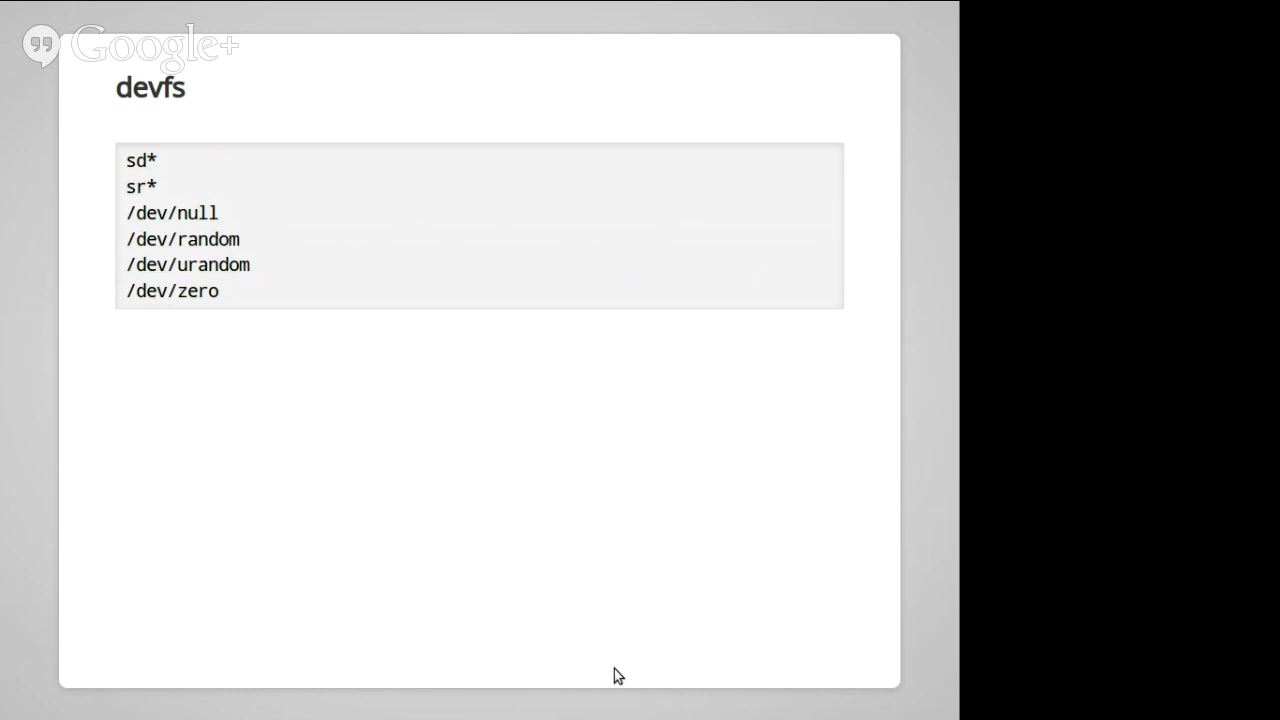 Google+
devfs
sd*
sr*
/dev/null
/dev/random
/dev/urandom
/dev/zero